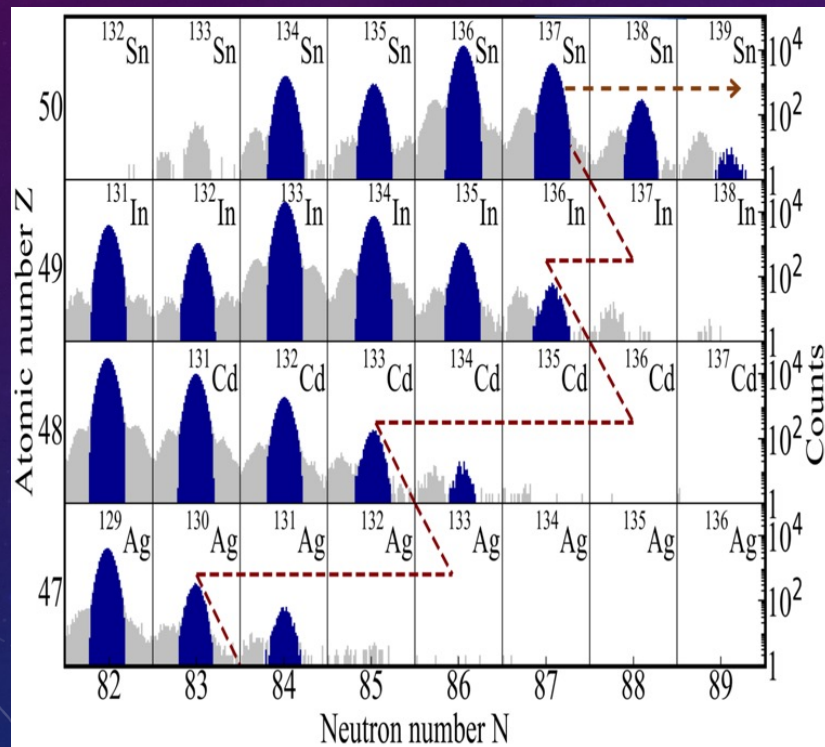 132Sn 133Sn 134Sn 135Sn 136Sn 137Sn 138Sn 139Sn
50
10^4
10^2
1
131In 132In 133In 134In 135In 136In 137In 138In
49
10^4
10^2
1
131Cd 132Cd 133Cd 134Cd 135Cd 136Cd 137Cd
48
10^4
10^2
1
129Ag 130Ag 131Ag 132Ag 133Ag 134Ag 135Ag 136Ag
47
10^4
10^2
1
Atomic number Z
Counts
82 83 84 85 86 87 88 89
Neutron number N